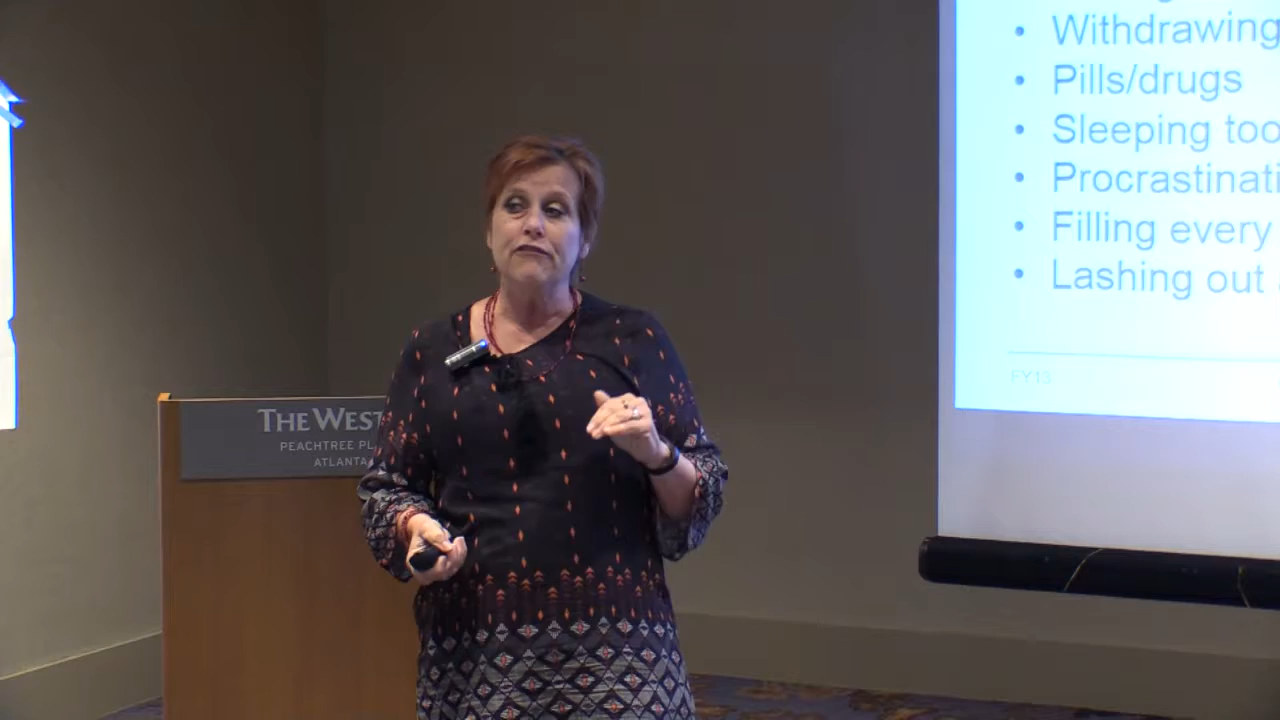 THE WEST
PEACHTREE PL
ATLANTA
• Withdrawing
• Pills/drugs
• Sleeping too
• Procrastinati
• Filling every
• Lashing out
FY13